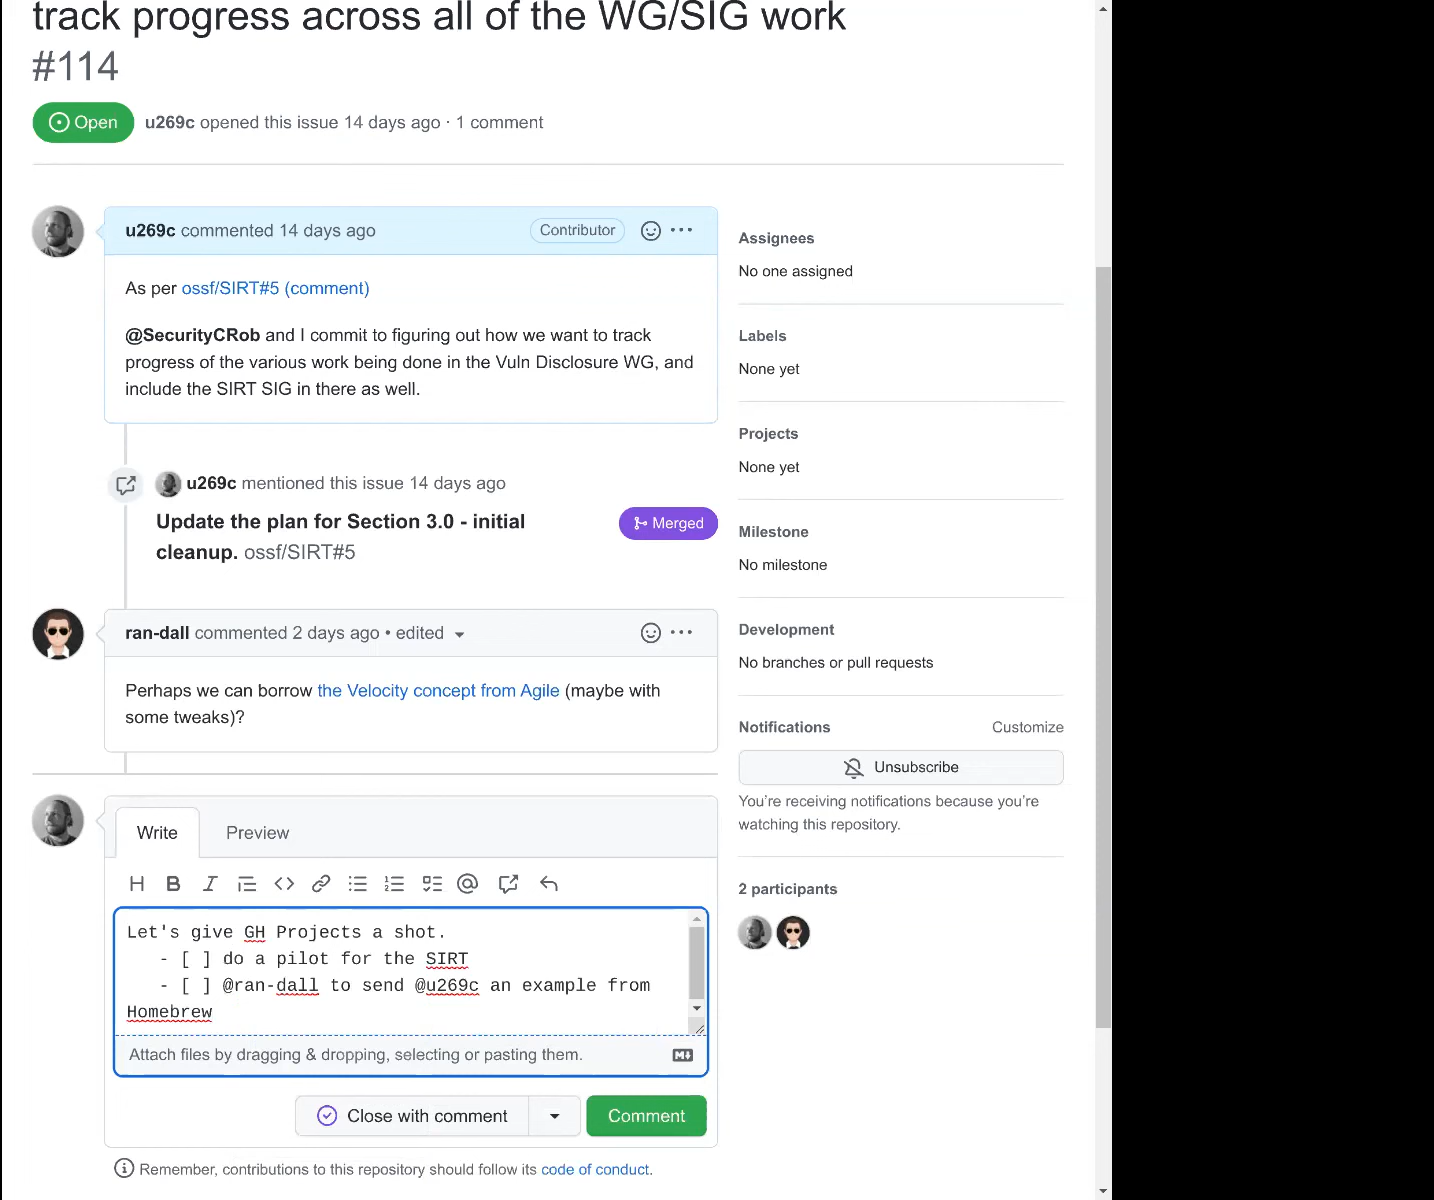 track progress across all of the WG/SIG work
#114
Open
u269c opened this issue 14 days ago · 1 comment
u269c commented 14 days ago
Contributor
As per ossf/SIRT#5 (comment)
@SecurityCRob and I commit to figuring out how we want to track
progress of the various work being done in the Vuln Disclosure WG, and
include the SIRT SIG in there as well.
u269c mentioned this issue 14 days ago
Update the plan for Section 3.0 - initial
cleanup. ossf/SIRT#5
Merged
ran-dall commented 2 days ago • edited
Perhaps we can borrow the Velocity concept from Agile (maybe with
some tweaks)?
Write
Preview
Let's give GH Projects a shot.
- [ ] do a pilot for the SIRT
- [ ] @ran-dall to send @u269c an example from
Homebrew
Attach files by dragging & dropping, selecting or pasting them.
Close with comment
Comment
Remember, contributions to this repository should follow its code of conduct.
Assignees
No one assigned
Labels
None yet
Projects
None yet
Milestone
No milestone
Development
No branches or pull requests
Notifications
Customize
Unsubscribe
You're receiving notifications because you're
watching this repository.
2 participants